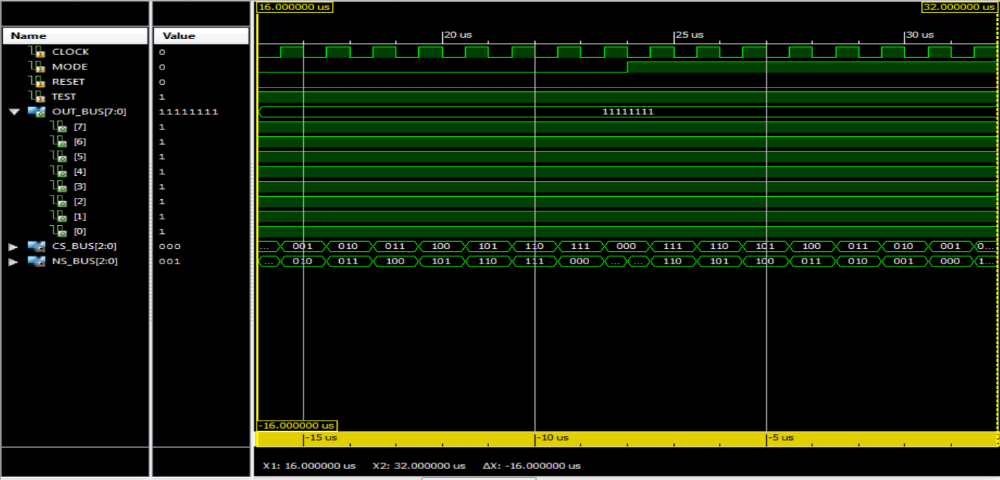 16.000000 us 32.000000 us
20 us 25 us 30 us
Name Value
CLOCK 0
MODE 0
RESET 0
TEST 1
OUT_BUS[7:0] 11111111 11111111
[7] 1
[6] 1
[5] 1
[4] 1
[3] 1
[2] 1
[1] 1
[0] 1
CS_BUS[2:0] 000 ... 001 010 011 100 101 110 111 000 111 110 101 100 011 010 001 0...
NS_BUS[2:0] 001 ... 010 011 100 101 110 111 000 ... ... 110 101 100 011 010 001 000 1...
-16.000000 us
-15 us -10 us -5 us
X1: 16.000000 us X2: 32.000000 us ΔX: -16.000000 us